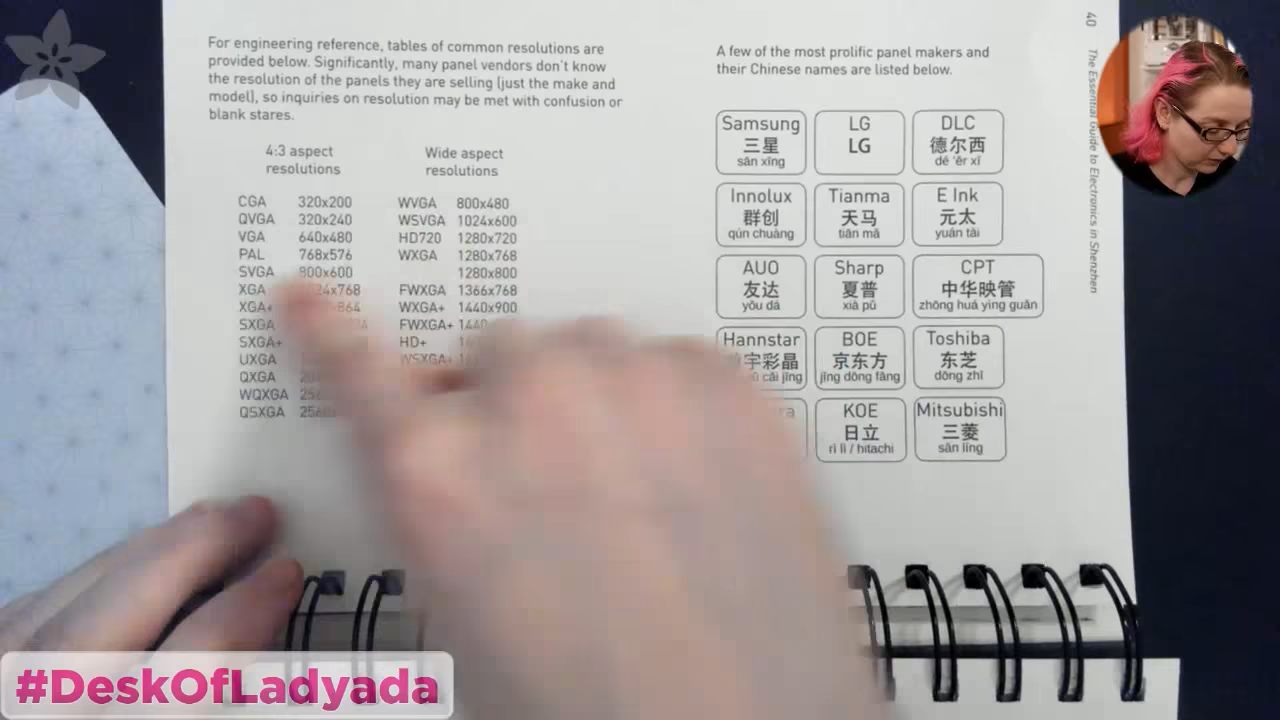 For engineering reference, tables of common resolutions are
provided below. Significantly, many panel vendors don't know
the resolution of the panels they are selling (just the make and
model), so inquiries on resolution may be met with confusion or
blank stares.
4:3 aspect
resolutions
CGA 320x200
QVGA 320x240
VGA 640x480
PAL 768x576
SVGA 800x600
XGA
XGA+
SXGA
SXGA+
UXGA
QXGA
WQXGA
QSXGA
Wide aspect
resolutions
WVGA 800x480
WSVGA 1024x600
HD720 1280x720
WXGA 1280x768
1280x800
FWXGA 1366x768
WXGA+ 1440x900
FWXGA+
HD+
WSXGA+
A few of the most prolific panel makers and
their Chinese names are listed below.
Samsung
三星
sān xīng
LG
LG
DLC
德尔西
dé 'ěr xī
Innolux
群创
qún chuàng
Tianma
天马
tiān mǎ
E Ink
元太
yuán tài
AUO
友达
yǒu dá
Sharp
夏普
xià pǔ
CPT
中华映管
zhōng huá yìng guǎn
Hannstar
宇彩晶
cǎi jīng
BOE
京东方
jīng dōng fāng
Toshiba
东芝
dōng zhī
KOE
日立
rì lì / hitachi
Mitsubishi
三菱
sān líng
40 The Essential Guide to Electronics in Shenzhen
#DeskOfLadyada